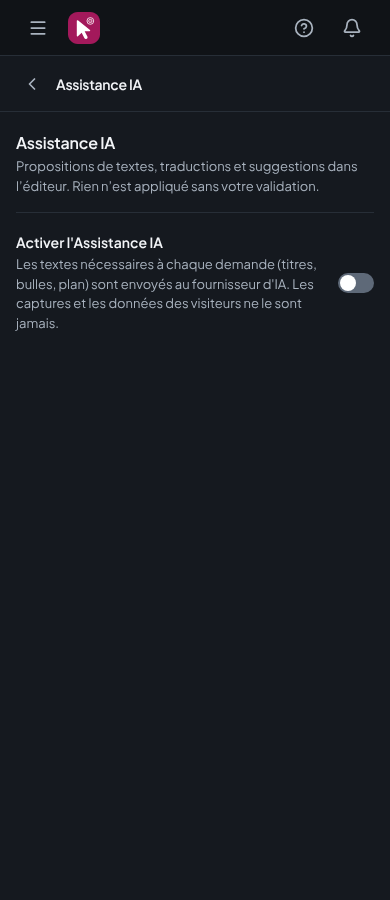 Assistance IA
Assistance IA
Propositions de textes, traductions et suggestions dans
l'éditeur. Rien n'est appliqué sans votre validation.
Activer l'Assistance IA
Les textes nécessaires à chaque demande (titres,
bulles, plan) sont envoyés au fournisseur d'IA. Les
captures et les données des visiteurs ne le sont
jamais.